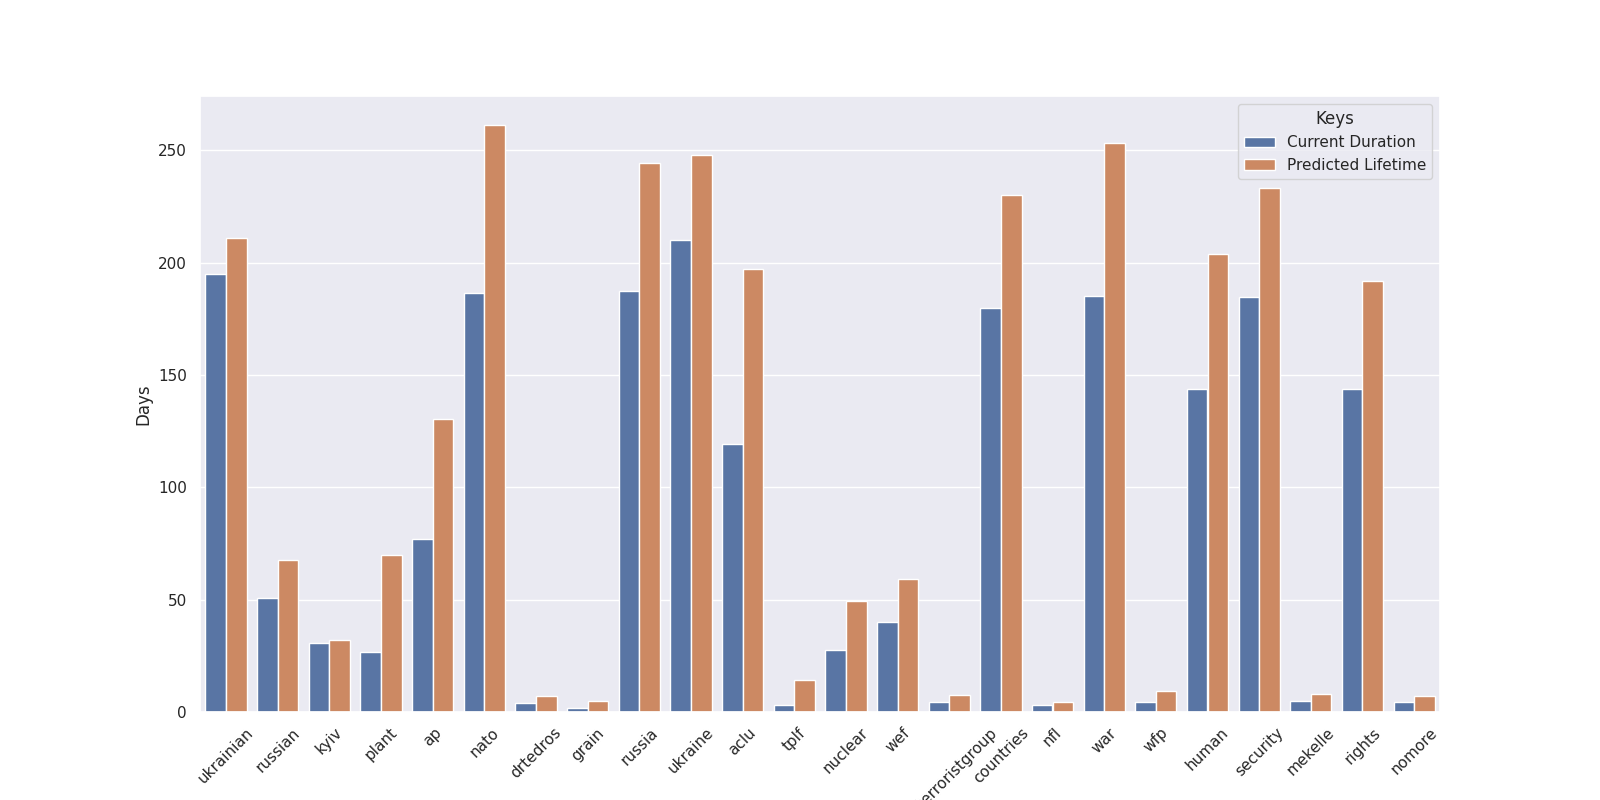 Keys
Current Duration
Predicted Lifetime
Days
250
200
150
100
50
0
ukrainian
russian
kyiv
plant
ap
nato
drtedros
grain
russia
ukraine
aclu
tplf
nuclear
wef
erroristgroup
countries
nfl
war
wfp
human
security
mekelle
rights
nomore